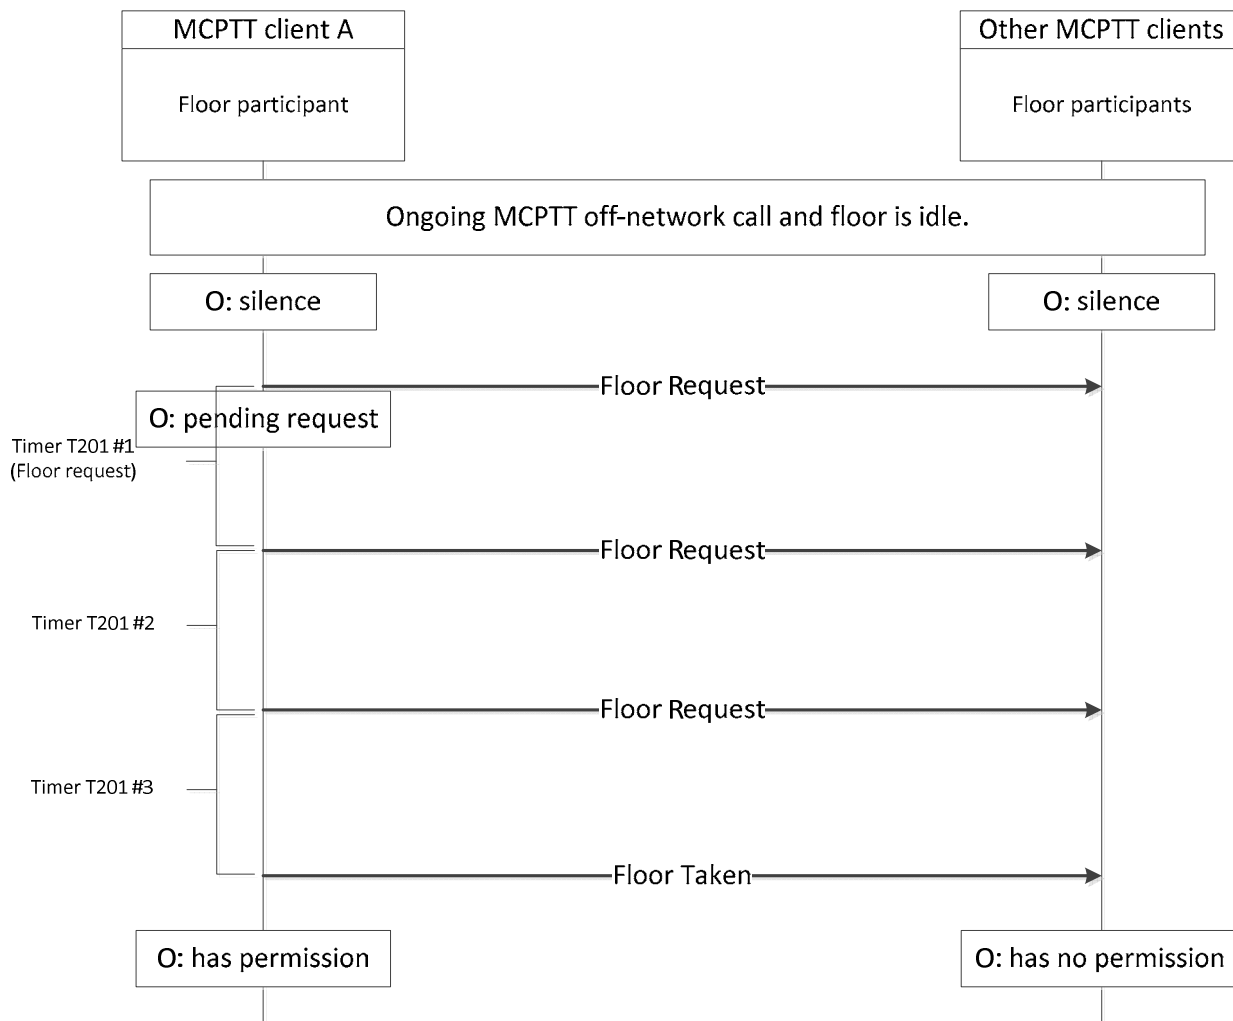 MCPTT client A
Other MCPTT clients
Floor participant
Floor participants
Ongoing MCPTT off-network call and floor is idle.
O: silence
O: silence
Floor Request
O: pending request
Timer T201 #1
(Floor request)
Floor Request
Timer T201 #2
Floor Request
Timer T201 #3
Floor Taken
O: has permission
O: has no permission